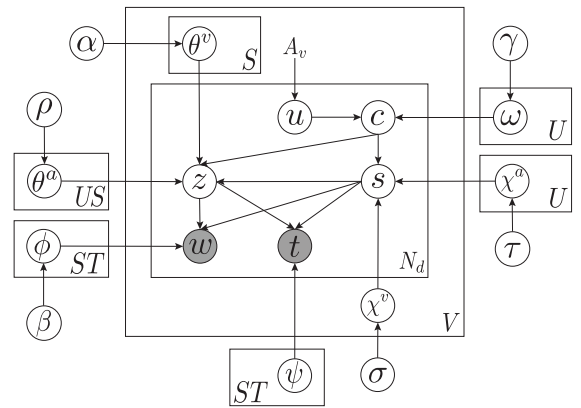 α θ^v S A_v γ
ρ u c ω U
θ^a US z s χ^a U
ϕ ST w t N_d τ
β χ^v V
ST ψ σ